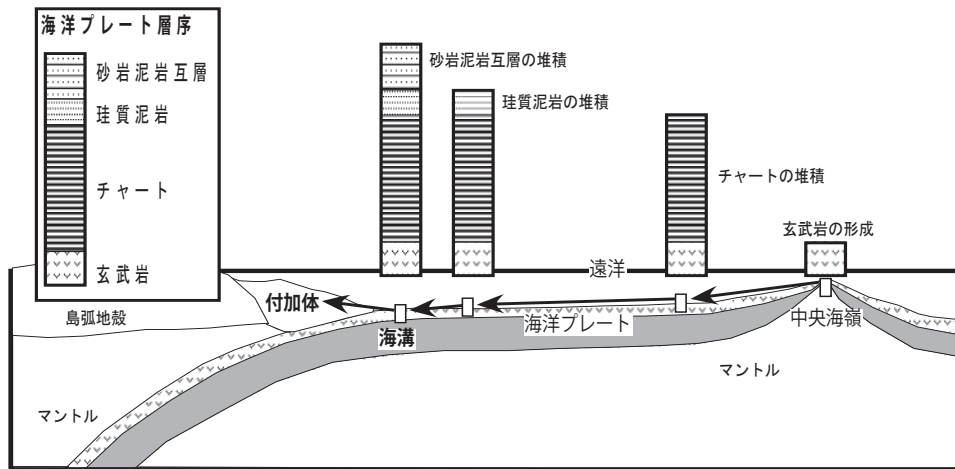 海洋プレート層序
砂岩泥岩互層
珪質泥岩
チャート
玄武岩
砂岩泥岩互層の堆積
珪質泥岩の堆積
チャートの堆積
玄武岩の形成
遠洋
付加体
島弧地殻
海溝
海洋プレート
中央海嶺
マントル
マントル